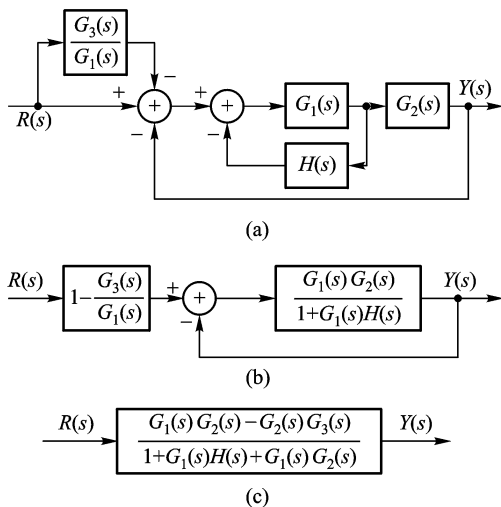 G₃(s)
G₁(s)
−
+ + + + G₁(s) G₂(s) Y(s)
R(s) − −
H(s)
(a)
R(s) 1− G₃(s) / G₁(s) + + G₁(s) G₂(s) / 1+G₁(s)H(s) Y(s)
−
(b)
R(s) G₁(s) G₂(s) −G₂(s) G₃(s) / 1+G₁(s)H(s)+G₁(s) G₂(s) Y(s)
(c)